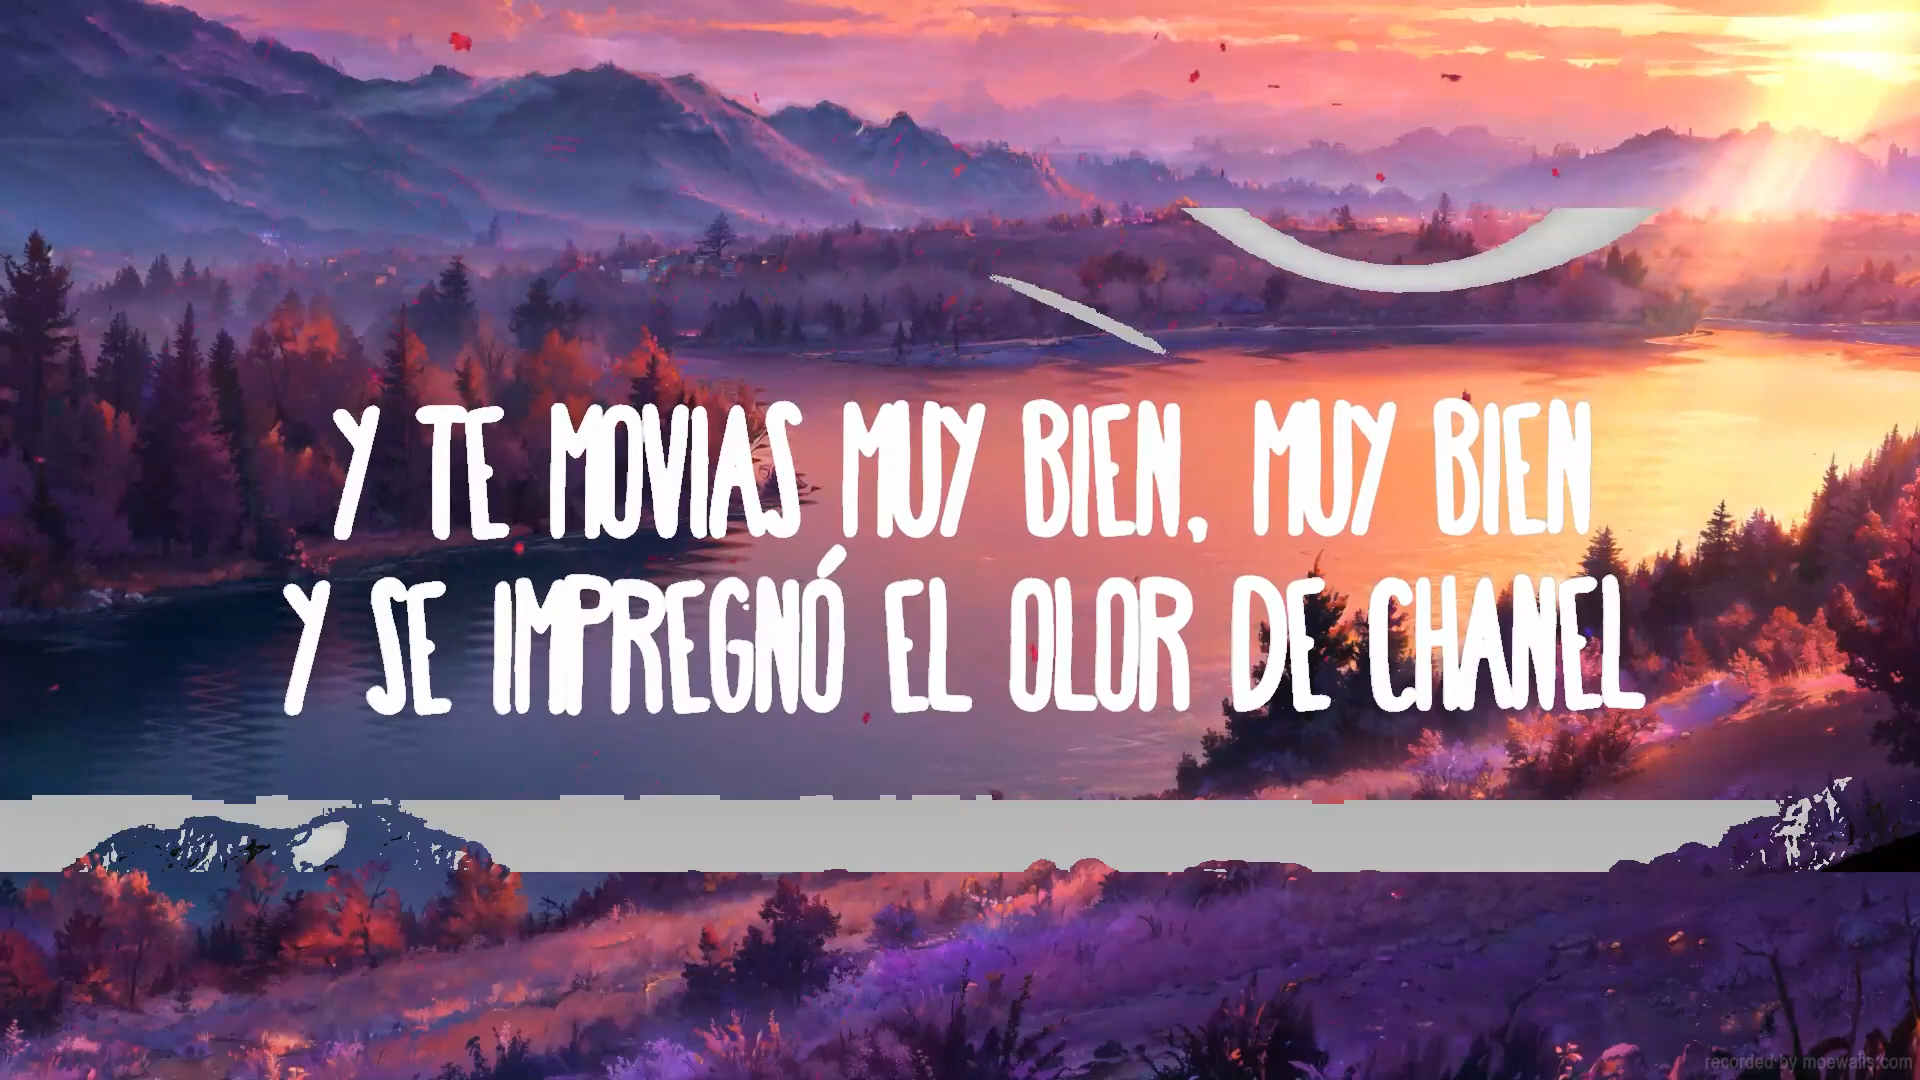 Y TE MOVIAS MUY BIEN, MUY BIEN
Y SE IMPREGNÓ EL OLOR DE CHANEL
recorded by moewalls.com